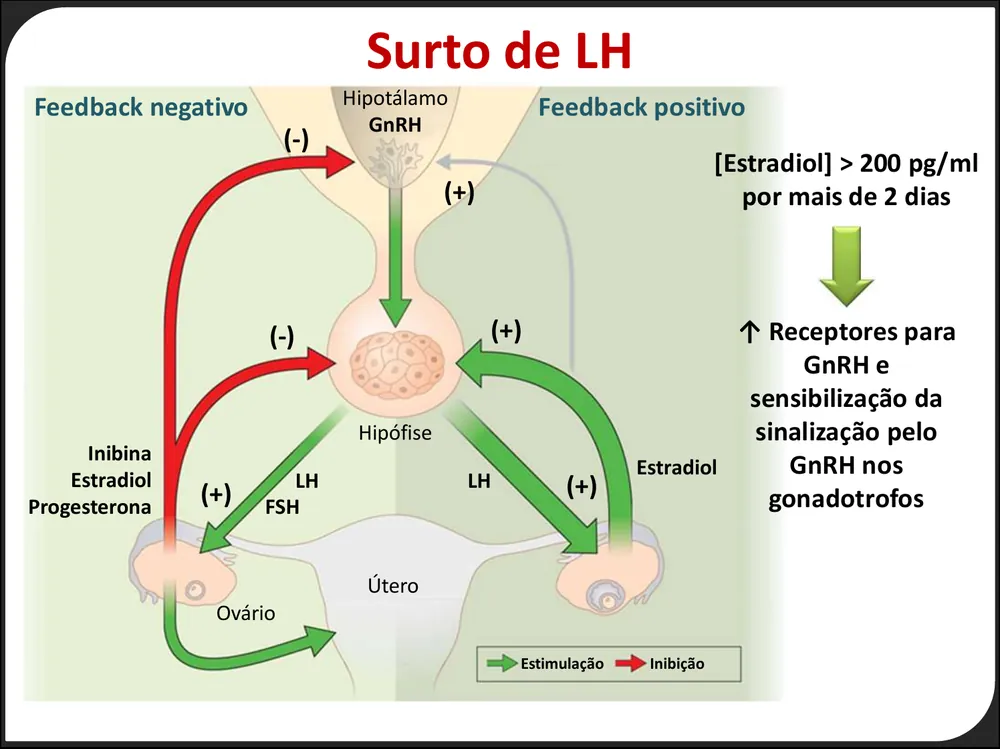 Surto de LH
Feedback negativo
Hipotálamo
GnRH
Feedback positivo
(-)
(+)
[Estradiol] > 200 pg/ml
por mais de 2 dias
(-)
(+)
↑ Receptores para
GnRH e
sensibilização da
sinalização pelo
GnRH nos
gonadotrofos
Hipófise
Inibina
Estradiol
Progesterona
(+)
LH
FSH
LH
(+)
Estradiol
Útero
Ovário
Estimulação
Inibição